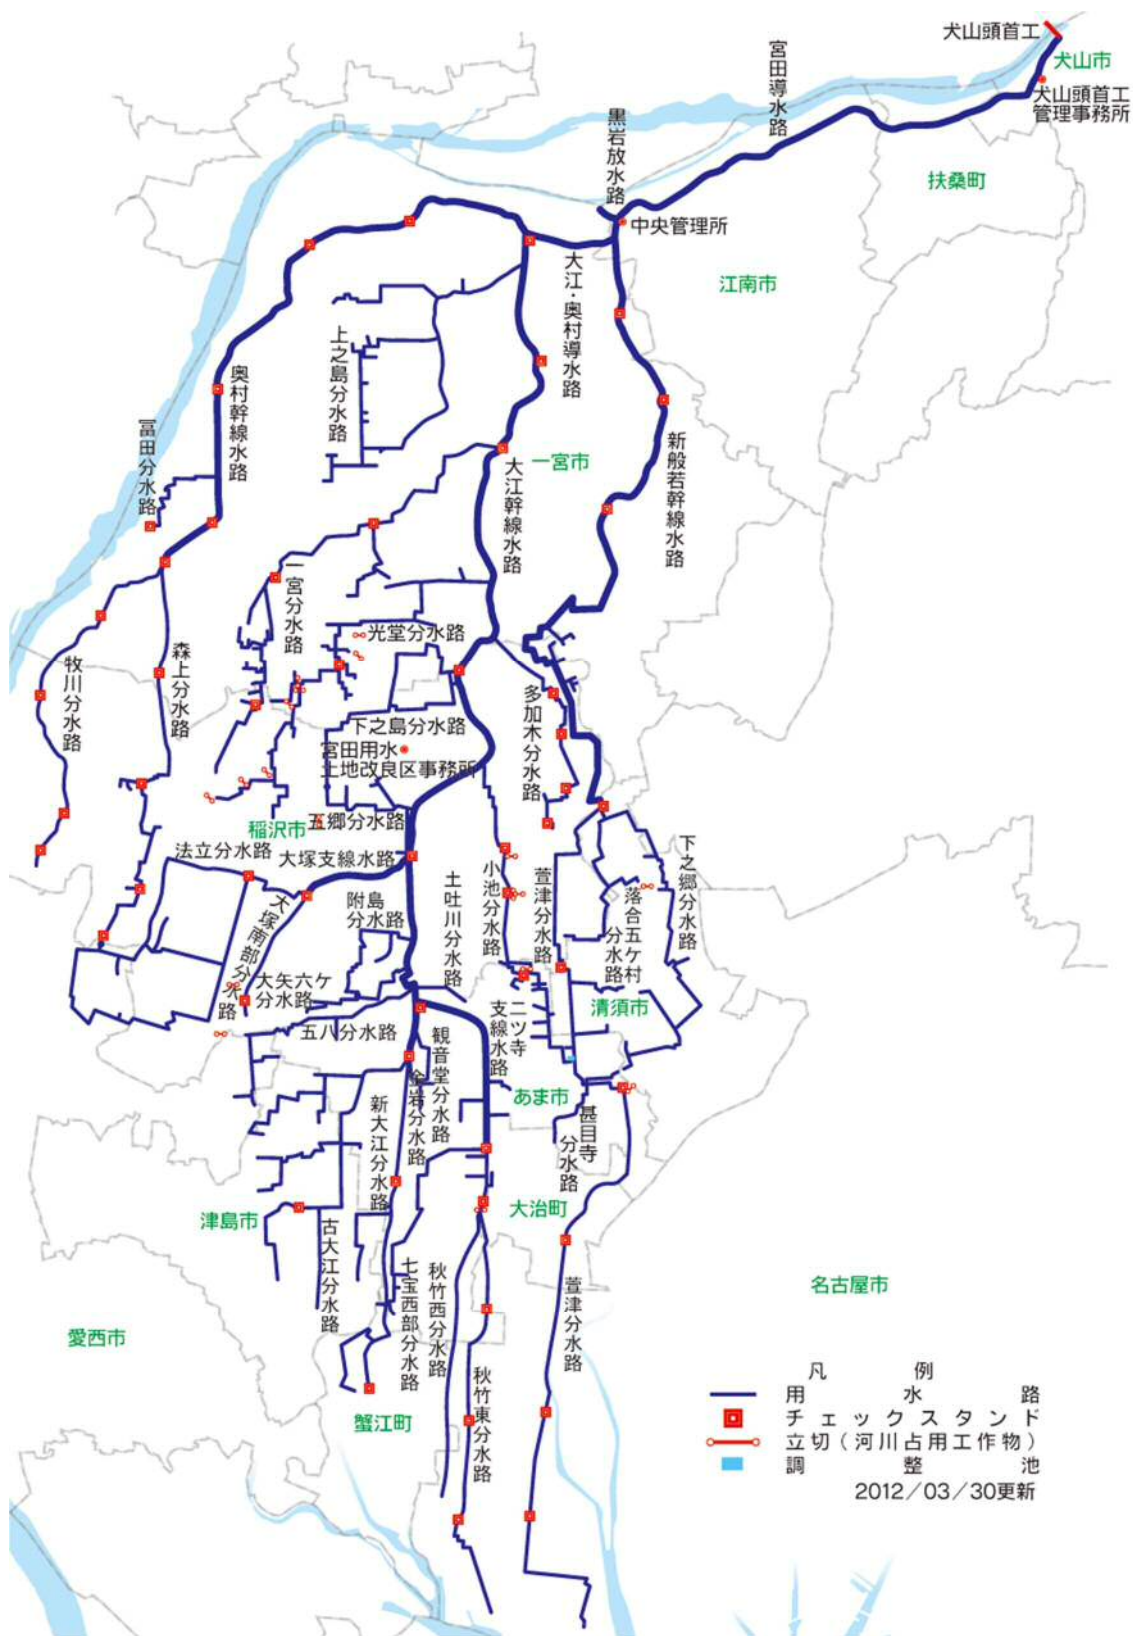 犬山頭首工
犬山市
犬山頭首工
管理事務所
宮田導水路
黒岩放水路
扶桑町
中央管理所
江南市
大江・奥村導水路
上之島分水路
奥村幹線水路
冨田分水路
一宮市
大江幹線水路
新般若幹線水路
一宮分水路
光堂分水路
森上分水路
牧川分水路
下之島分水路
多加木分水路
宮田用水
土地改良区事務所
稲沢市
五郷分水路
法立分水路
大塚支線水路
下之郷分水路
附島
分水路
土吐川分水路
小池分水路
萱津分水路
落合五ケ村
分水路
大塚南部分水路
大矢六ケ
分水路
清須市
五八分水路
二ツ寺
支線水路
観音堂分水路
金岩分水路
新大江分水路
あま市
甚目寺
分水路
津島市
大治町
古大江分水路
七宝西部分水路
秋竹西分水路
萱津分水路
名古屋市
愛西市
秋竹東分水路
蟹江町
凡例
用水路
チェックスタンド
立切(河川占用工作物)
調整池
2012/03/30更新